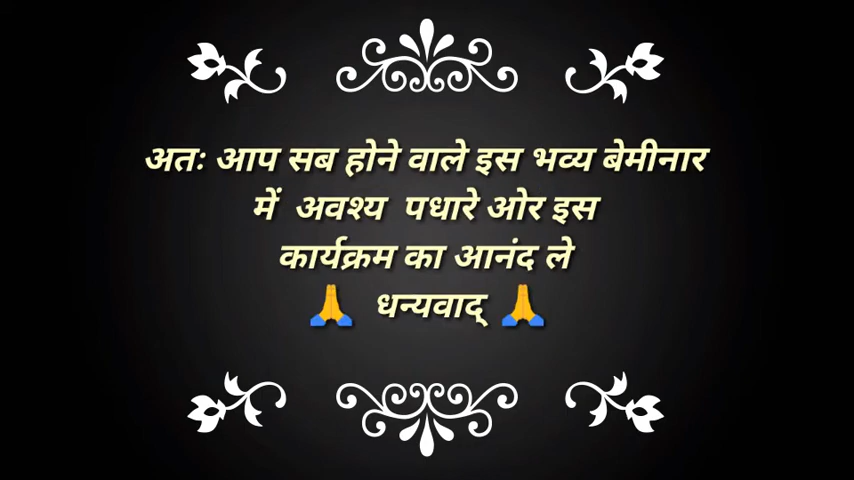 अतः आप सब होने वाले इस भव्य बेमीनार
में अवश्य पधारे ओर इस
कार्यक्रम का आनंद ले
🙏 धन्यवाद् 🙏